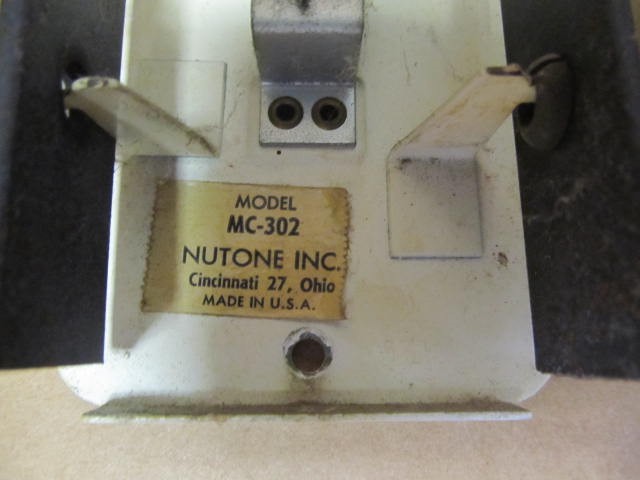 MODEL
MC-302
NUTONE INC.
Cincinnati 27, Ohio
MADE IN U.S.A.